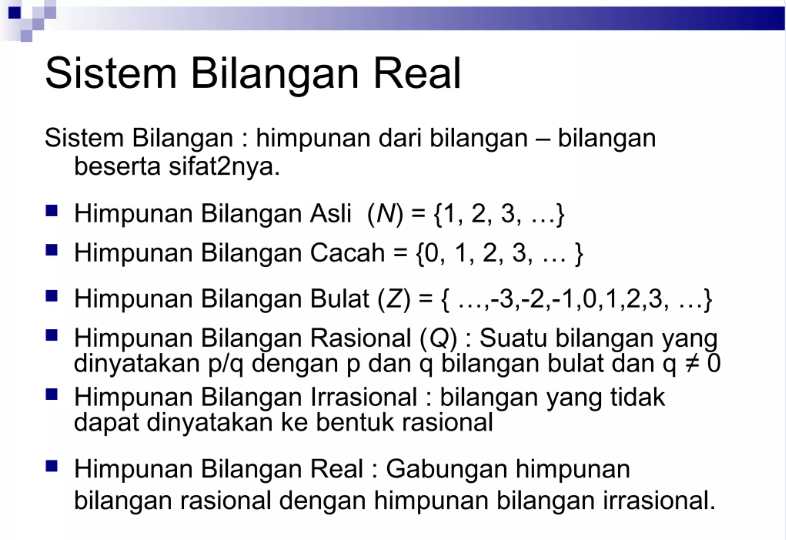 Sistem Bilangan Real
Sistem Bilangan : himpunan dari bilangan – bilangan
beserta sifat2nya.
Himpunan Bilangan Asli (N) = {1, 2, 3, …}
Himpunan Bilangan Cacah = {0, 1, 2, 3, … }
Himpunan Bilangan Bulat (Z) = { …,-3,-2,-1,0,1,2,3, …}
Himpunan Bilangan Rasional (Q) : Suatu bilangan yang
dinyatakan p/q dengan p dan q bilangan bulat dan q ≠ 0
Himpunan Bilangan Irrasional : bilangan yang tidak
dapat dinyatakan ke bentuk rasional
Himpunan Bilangan Real : Gabungan himpunan
bilangan rasional dengan himpunan bilangan irrasional.